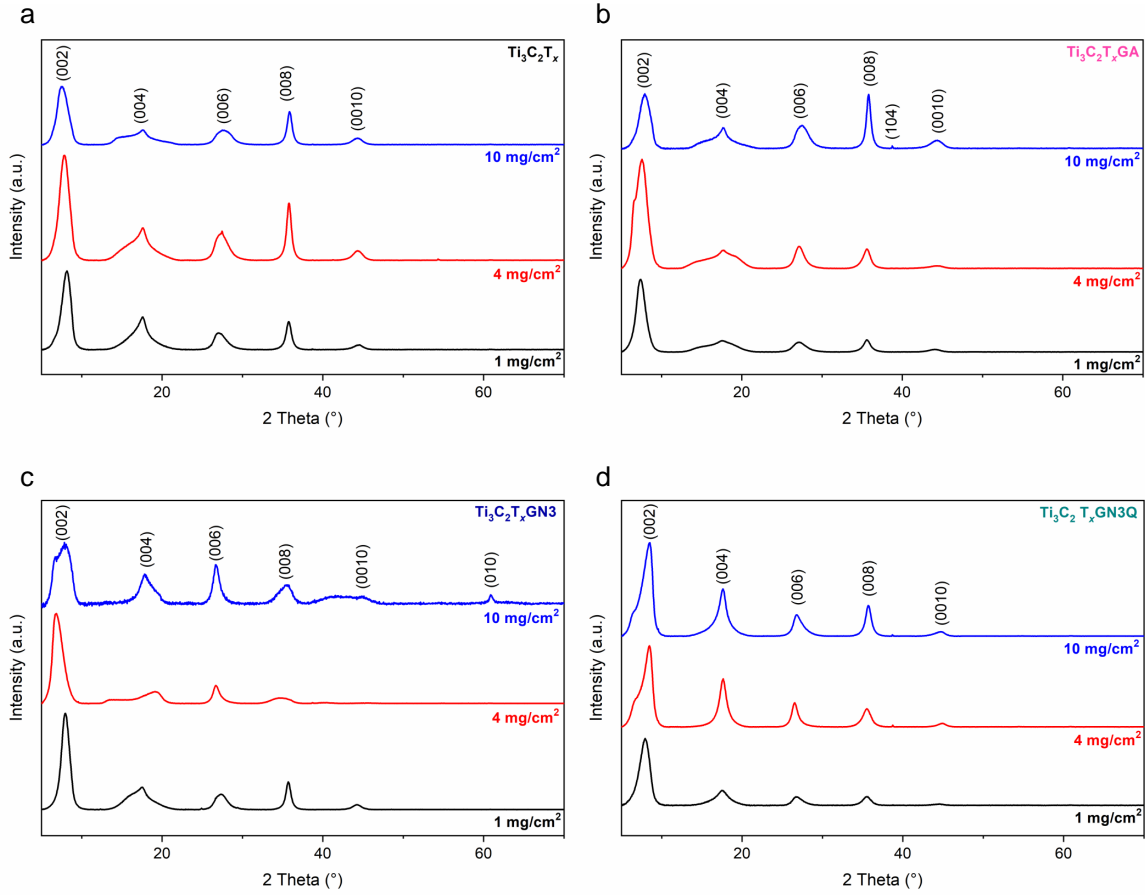 a
Ti₃C₂Tₓ
(002)
(004)
(006)
(008)
(0010)
10 mg/cm²
4 mg/cm²
1 mg/cm²
Intensity (a.u.)
20
40
60
2 Theta (°)
b
Ti₃C₂TₓGA
(002)
(004)
(006)
(008)
(104)
(0010)
10 mg/cm²
4 mg/cm²
1 mg/cm²
Intensity (a.u.)
20
40
60
2 Theta (°)
c
Ti₃C₂TₓGN3
(002)
(004)
(006)
(008)
(0010)
(010)
10 mg/cm²
4 mg/cm²
1 mg/cm²
Intensity (a.u.)
20
40
60
2 Theta (°)
d
Ti₃C₂ TₓGN3Q
(002)
(004)
(006)
(008)
(0010)
10 mg/cm²
4 mg/cm²
1 mg/cm²
Intensity (a.u.)
20
40
60
2 Theta (°)